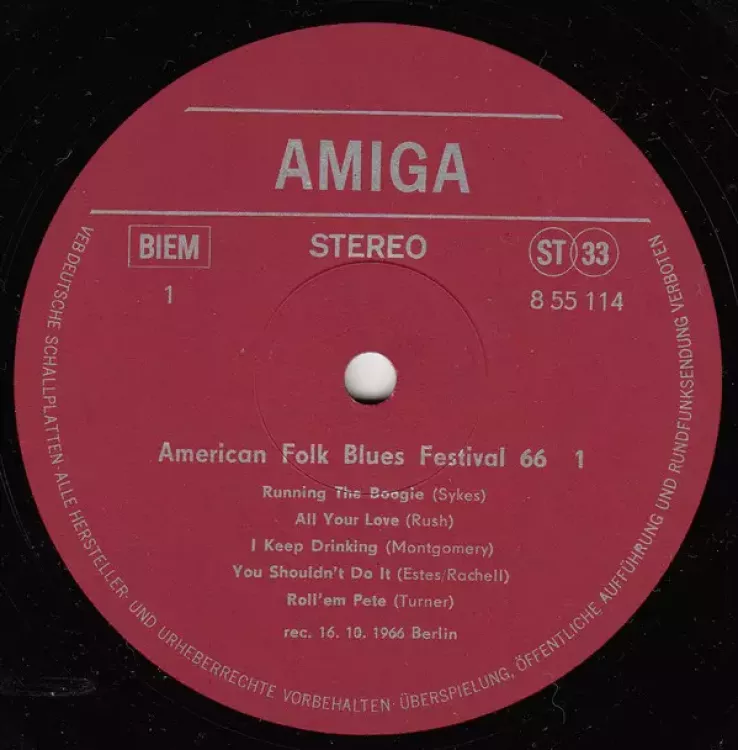 AMIGA
BIEM
STEREO
ST 33
1
8 55 114
American Folk Blues Festival 66 1
Running The Boogie (Sykes)
All Your Love (Rush)
I Keep Drinking (Montgomery)
You Shouldn't Do It (Estes/Rachell)
Roll'em Pete (Turner)
rec. 16. 10. 1966 Berlin
VEB DEUTSCHE SCHALLPLATTEN · ALLE HERSTELLER- UND URHEBERRECHTE VORBEHALTEN · ÜBERSPIELUNG, ÖFFENTLICHE AUFFÜHRUNG UND RUNDFUNKSENDUNG VERBOTEN